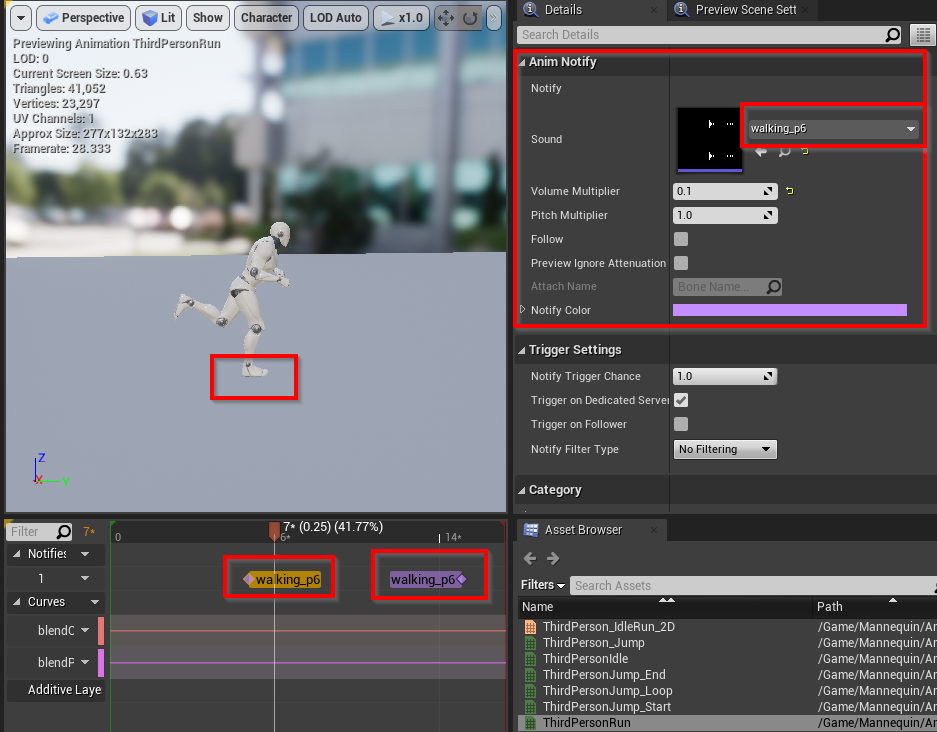 Perspective
Lit
Show
Character
LOD Auto
x1.0
Previewing Animation ThirdPersonRun
LOD: 0
Current Screen Size: 0.63
Triangles: 41,052
Vertices: 23,297
UV Channels: 1
Approx Size: 277x132x283
Framerate: 28.333
Z
X
Y
Details
Preview Scene Sett
Search Details
Anim Notify
Notify
Sound
walking_p6
Volume Multiplier
0.1
Pitch Multiplier
1.0
Follow
Preview Ignore Attenuation
Attach Name
Bone Name...
Notify Color
Trigger Settings
Notify Trigger Chance
1.0
Trigger on Dedicated Server
Trigger on Follower
Notify Filter Type
No Filtering
Category
Filter
7*
0
7* (0.25) (41.77%)
6*
14*
Notifies
1
walking_p6
walking_p6
Curves
blendC
blendP
Additive Laye
Asset Browser
Filters
Search Assets
Name
Path
ThirdPerson_IdleRun_2D
/Game/Mannequin/An
ThirdPerson_Jump
/Game/Mannequin/An
ThirdPersonIdle
/Game/Mannequin/An
ThirdPersonJump_End
/Game/Mannequin/An
ThirdPersonJump_Loop
/Game/Mannequin/An
ThirdPersonJump_Start
/Game/Mannequin/An
ThirdPersonRun
/Game/Mannequin/An